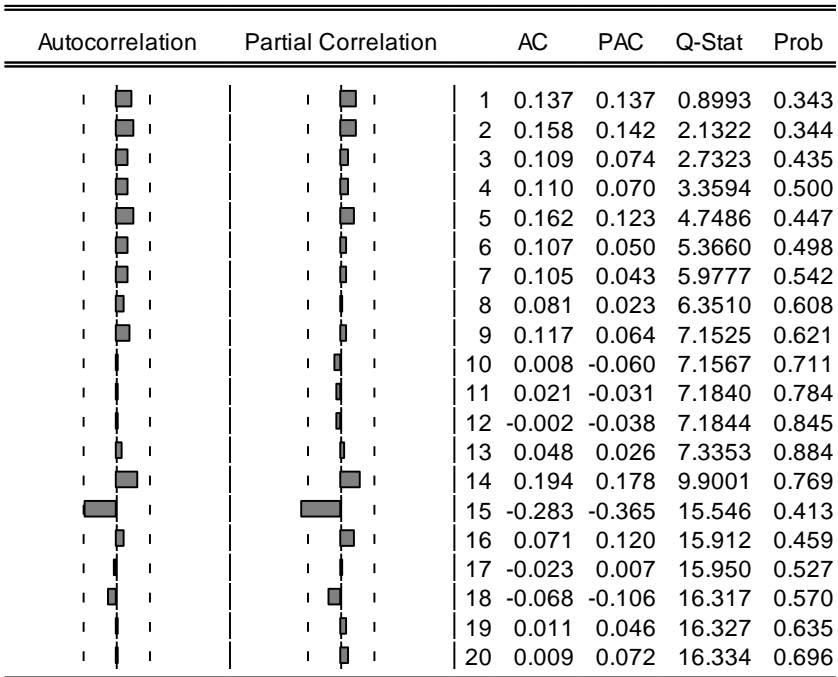 Autocorrelation Partial Correlation AC PAC Q-Stat Prob
1 0.137 0.137 0.8993 0.343
2 0.158 0.142 2.1322 0.344
3 0.109 0.074 2.7323 0.435
4 0.110 0.070 3.3594 0.500
5 0.162 0.123 4.7486 0.447
6 0.107 0.050 5.3660 0.498
7 0.105 0.043 5.9777 0.542
8 0.081 0.023 6.3510 0.608
9 0.117 0.064 7.1525 0.621
10 0.008 -0.060 7.1567 0.711
11 0.021 -0.031 7.1840 0.784
12 -0.002 -0.038 7.1844 0.845
13 0.048 0.026 7.3353 0.884
14 0.194 0.178 9.9001 0.769
15 -0.283 -0.365 15.546 0.413
16 0.071 0.120 15.912 0.459
17 -0.023 0.007 15.950 0.527
18 -0.068 -0.106 16.317 0.570
19 0.011 0.046 16.327 0.635
20 0.009 0.072 16.334 0.696